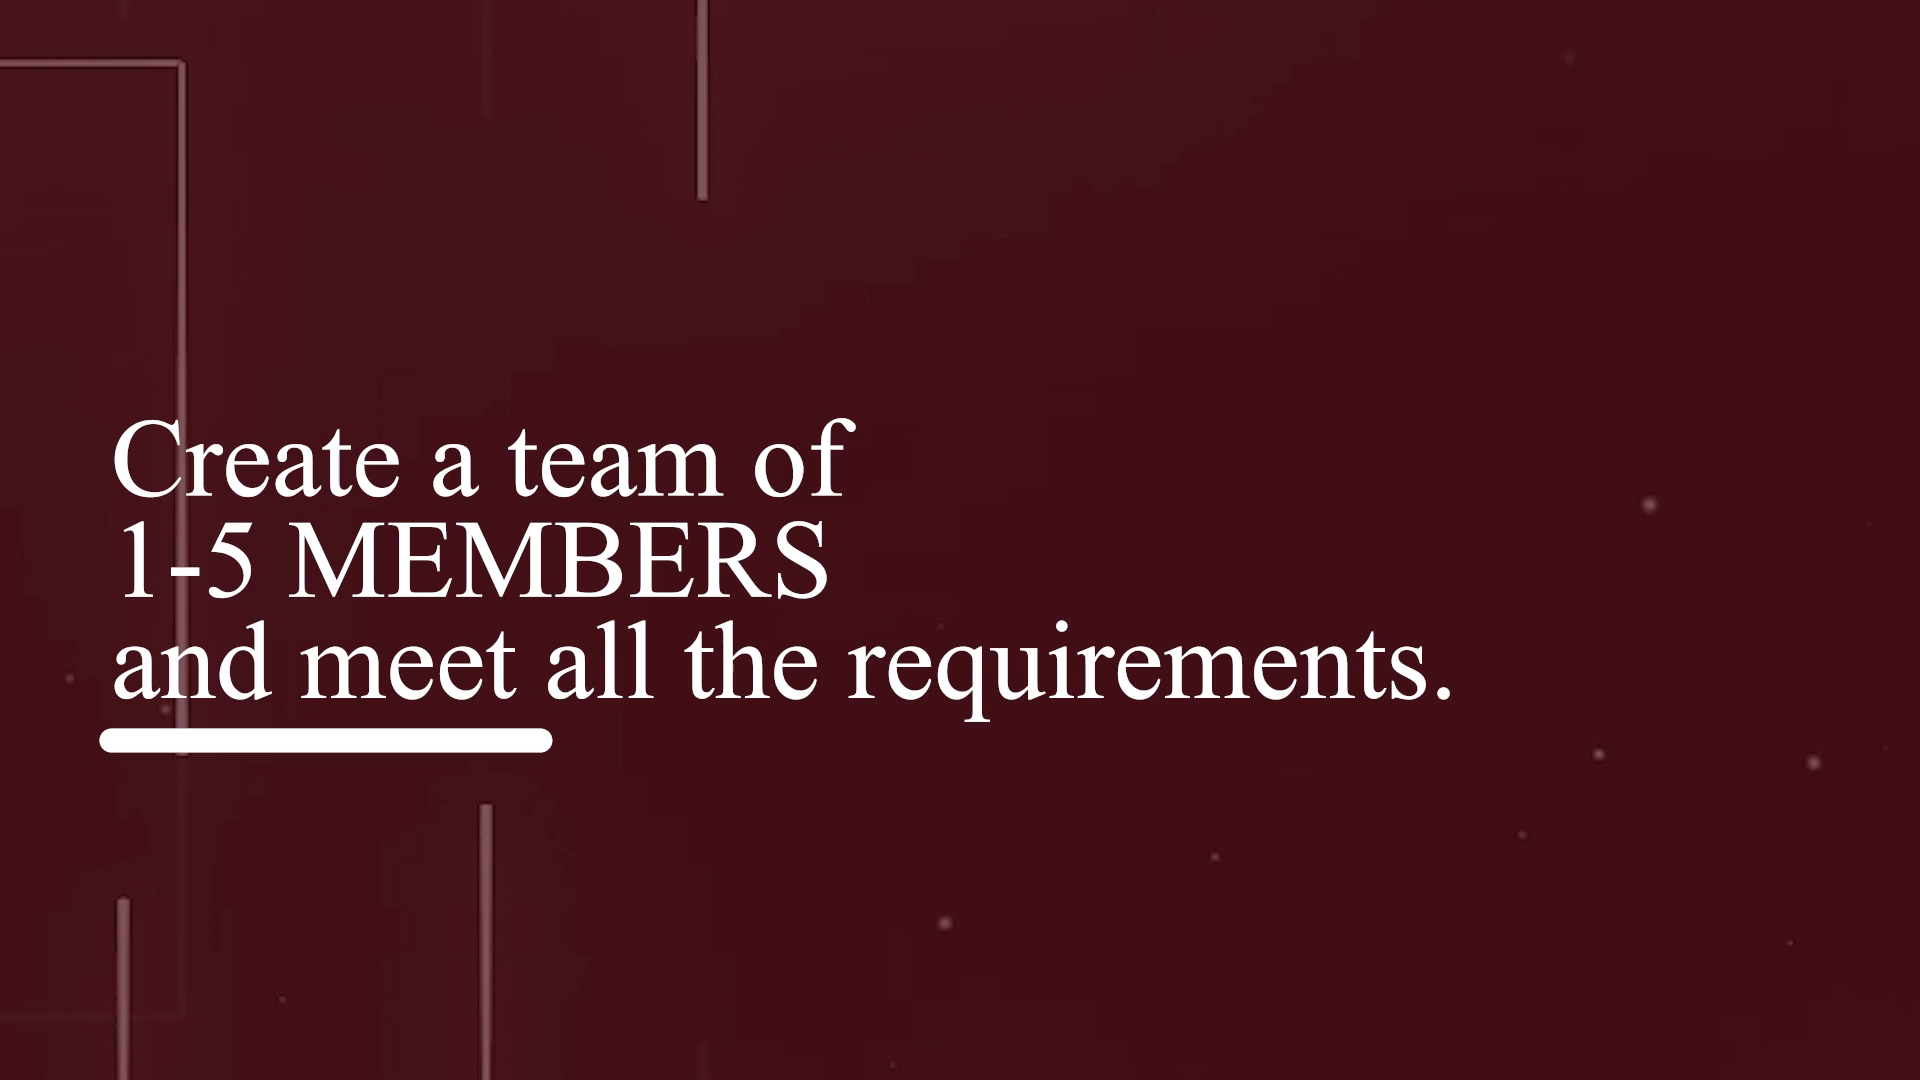 Create a team of
1-5 MEMBERS
and meet all the requirements.